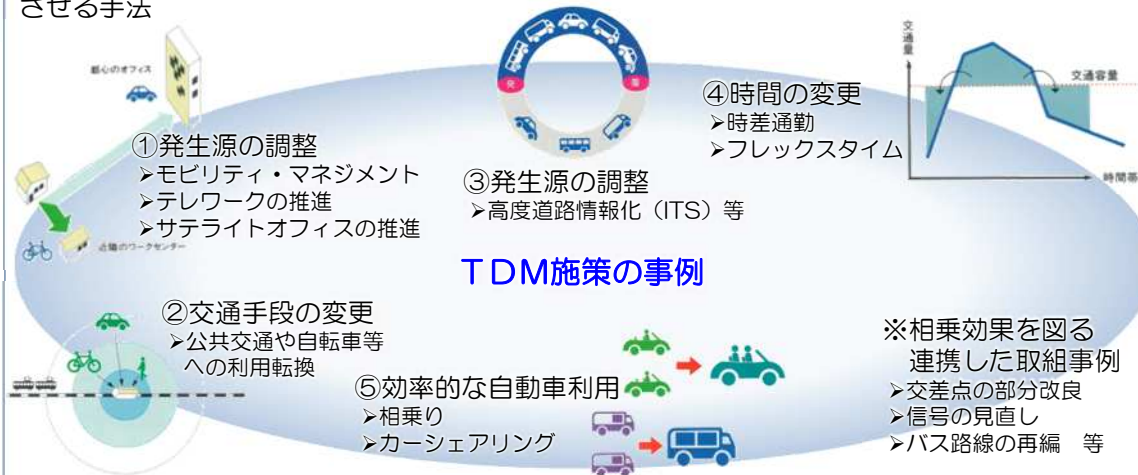 させる手法
都心のオフィス
①発生源の調整
➢モビリティ・マネジメント
➢テレワークの推進
➢サテライトオフィスの推進
近隣のワークセンター
発
着
③発生源の調整
➢高度道路情報化（ITS）等
④時間の変更
➢時差通勤
➢フレックスタイム
交通量
交通容量
時間帯
ＴＤＭ施策の事例
②交通手段の変更
➢公共交通や自転車等
への利用転換
⑤効率的な自動車利用
➢相乗り
➢カーシェアリング
※相乗効果を図る
連携した取組事例
➢交差点の部分改良
➢信号の見直し
➢バス路線の再編　等